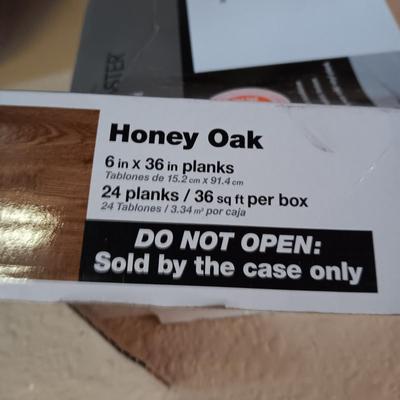 ASTER
Honey Oak
6 in x 36 in planks
Tablones de 15.2 cm x 91.4 cm
24 planks / 36 sq ft per box
24 Tablones / 3.34 m² por caja
DO NOT OPEN:
Sold by the case only